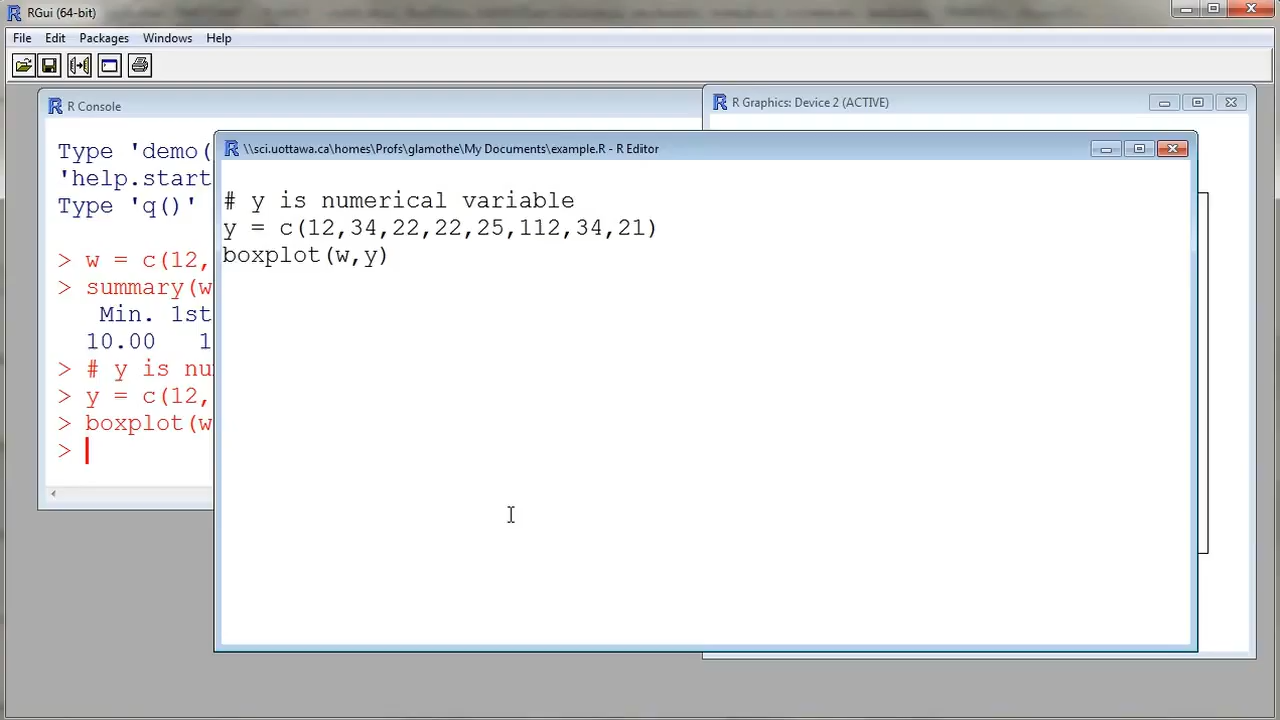 RGui (64-bit)
File Edit Packages Windows Help
R Console
R Graphics: Device 2 (ACTIVE)
Type 'demo(
'help.start
Type 'q()'
> w = c(12,
> summary(w
Min. 1st
10.00 1
> # y is nu
> y = c(12,
> boxplot(w
>
\\sci.uottawa.ca\homes\Profs\glamothe\My Documents\example.R - R Editor
# y is numerical variable
y = c(12,34,22,22,25,112,34,21)
boxplot(w,y)